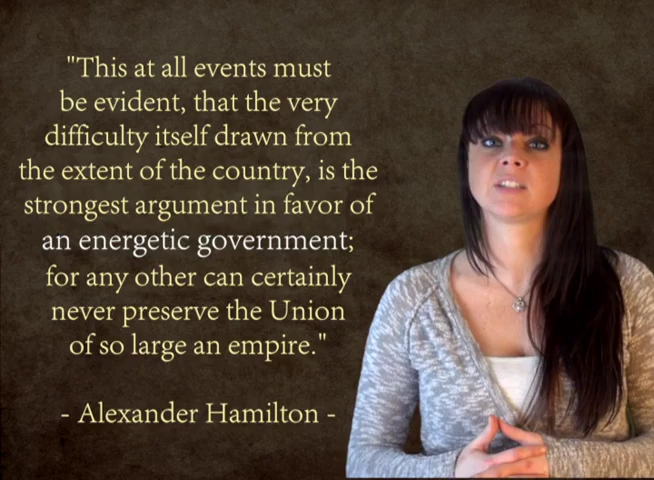 "This at all events must
be evident, that the very
difficulty itself drawn from
the extent of the country, is the
strongest argument in favor of
an energetic government;
for any other can certainly
never preserve the Union
of so large an empire."
- Alexander Hamilton -